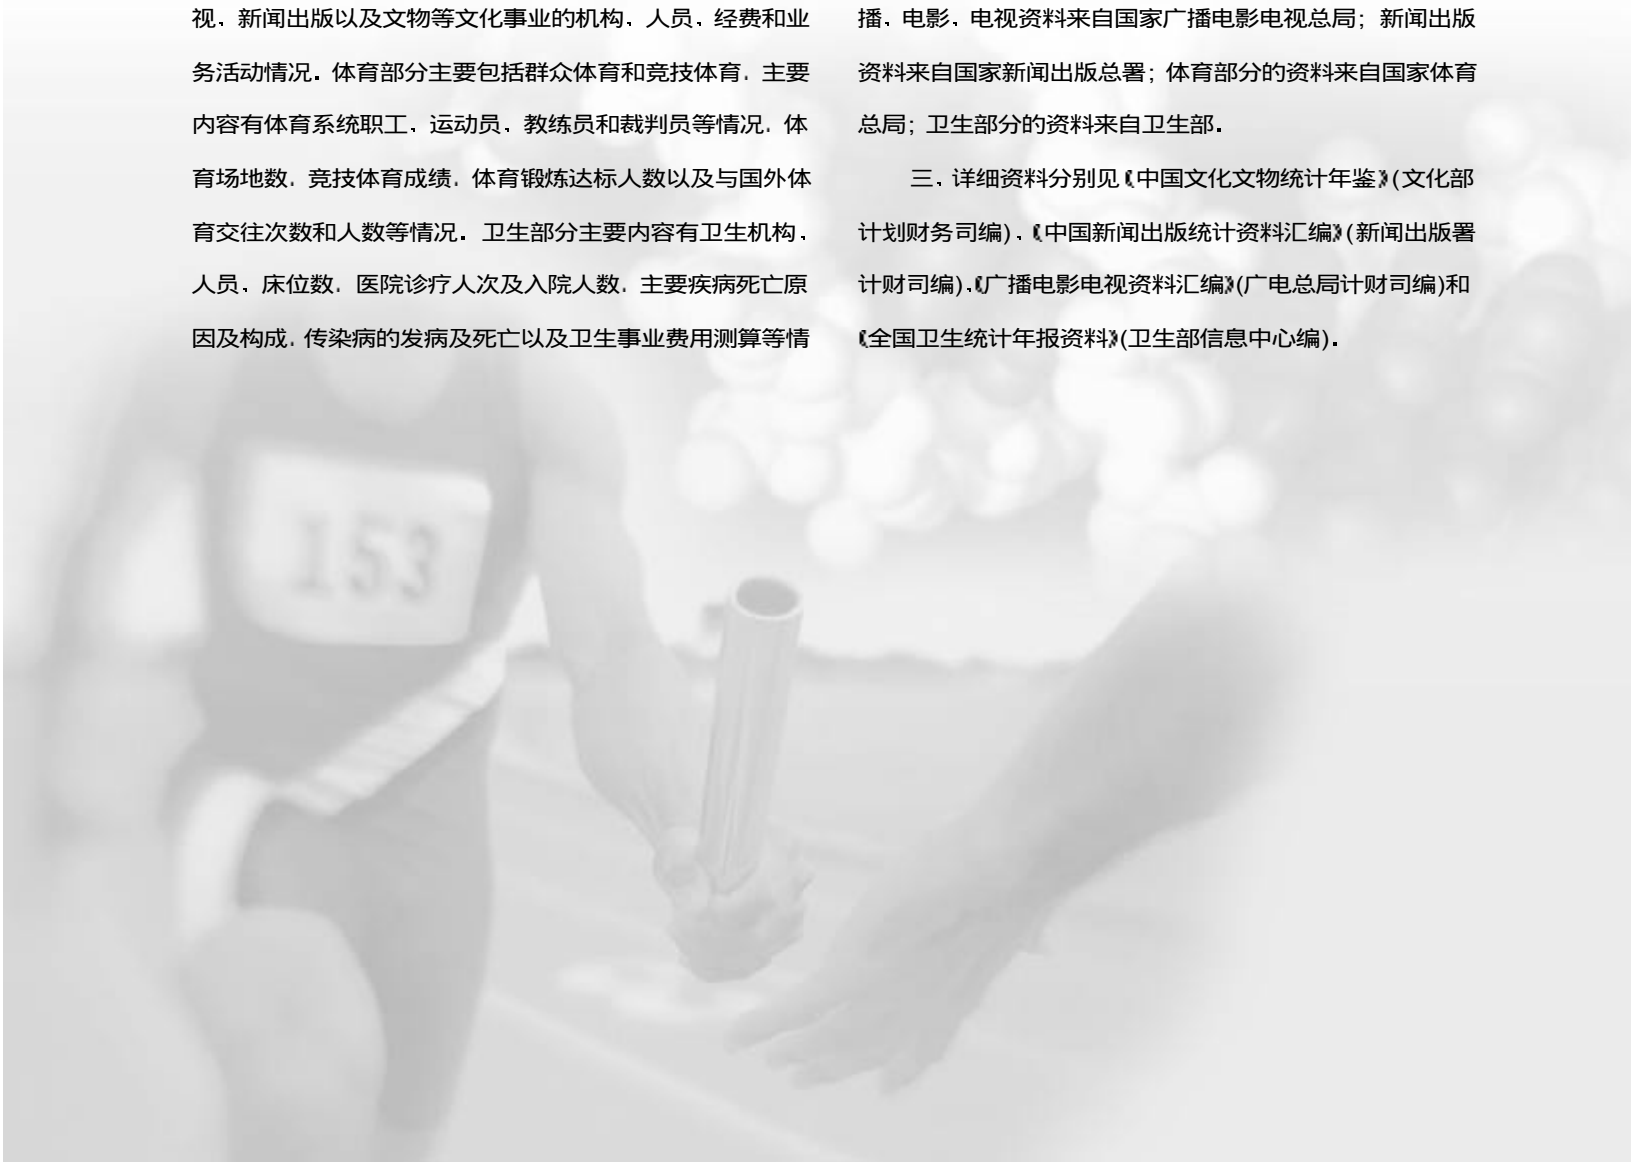 视、新闻出版以及文物等文化事业的机构、人员、经费和业
务活动情况。体育部分主要包括群众体育和竞技体育，主要
内容有体育系统职工、运动员、教练员和裁判员等情况，体
育场地数，竞技体育成绩，体育锻炼达标人数以及与国外体
育交往次数和人数等情况。卫生部分主要内容有卫生机构、
人员、床位数，医院诊疗人次及入院人数，主要疾病死亡原
因及构成，传染病的发病及死亡以及卫生事业费用测算等情
播、电影、电视资料来自国家广播电影电视总局；新闻出版
资料来自国家新闻出版总署；体育部分的资料来自国家体育
总局；卫生部分的资料来自卫生部。
三、详细资料分别见《中国文化文物统计年鉴》(文化部
计划财务司编)、《中国新闻出版统计资料汇编》(新闻出版署
计财司编)、《广播电影电视资料汇编》(广电总局计财司编)和
《全国卫生统计年报资料》(卫生部信息中心编)。
153